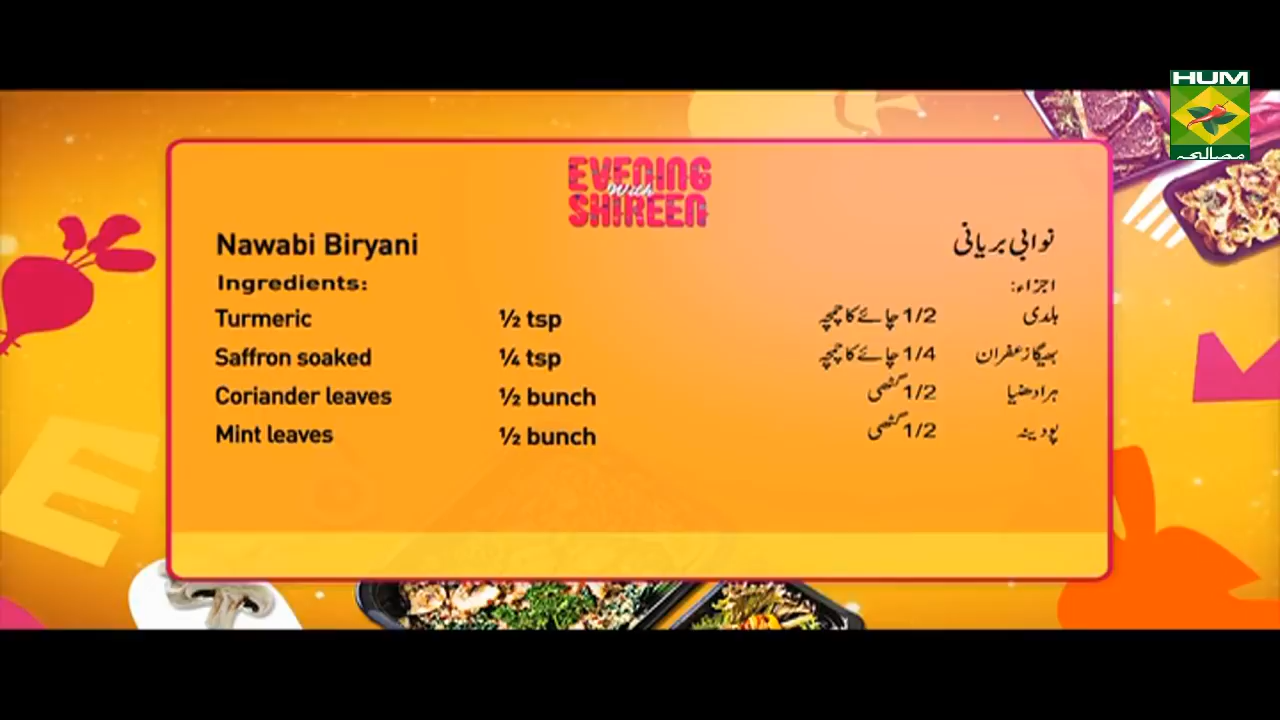 HUM
مصالحہ
EVENING
With
SHIREEN
Nawabi Biryani نوابی بریانی
Ingredients: اجزاء:
Turmeric ½ tsp ہلدی 1/2 چائے کا چمچہ
Saffron soaked ¼ tsp بھیگا زعفران 1/4 چائے کا چمچہ
Coriander leaves ½ bunch ہرا دھنیا 1/2 گٹھی
Mint leaves ½ bunch پودینہ 1/2 گٹھی